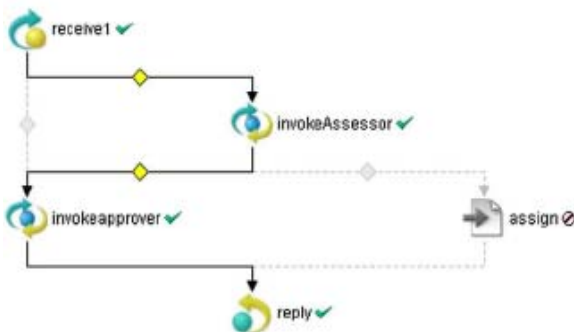 receive1
invokeAssessor
invokeapprover
assign
reply